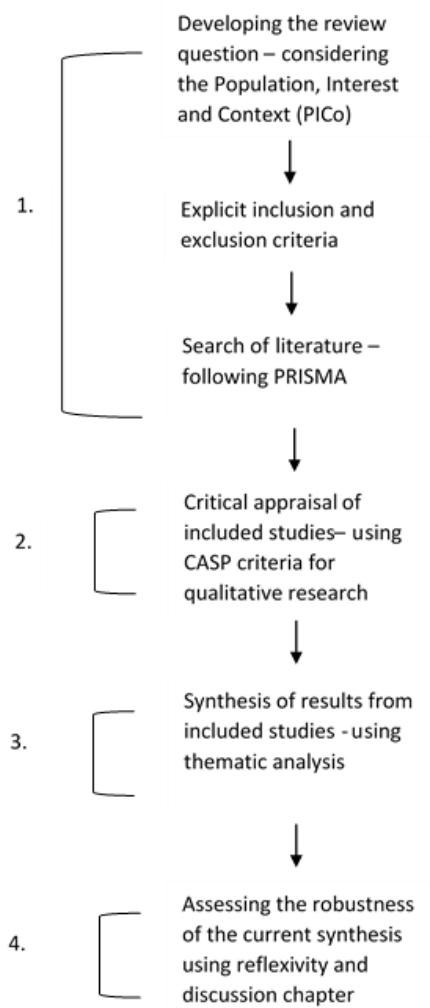 Developing the review
question – considering
the Population, Interest
and Context (PICo)
1.
Explicit inclusion and
exclusion criteria
Search of literature –
following PRISMA
2.
Critical appraisal of
included studies– using
CASP criteria for
qualitative research
3.
Synthesis of results from
included studies -using
thematic analysis
4.
Assessing the robustness
of the current synthesis
using reflexivity and
discussion chapter